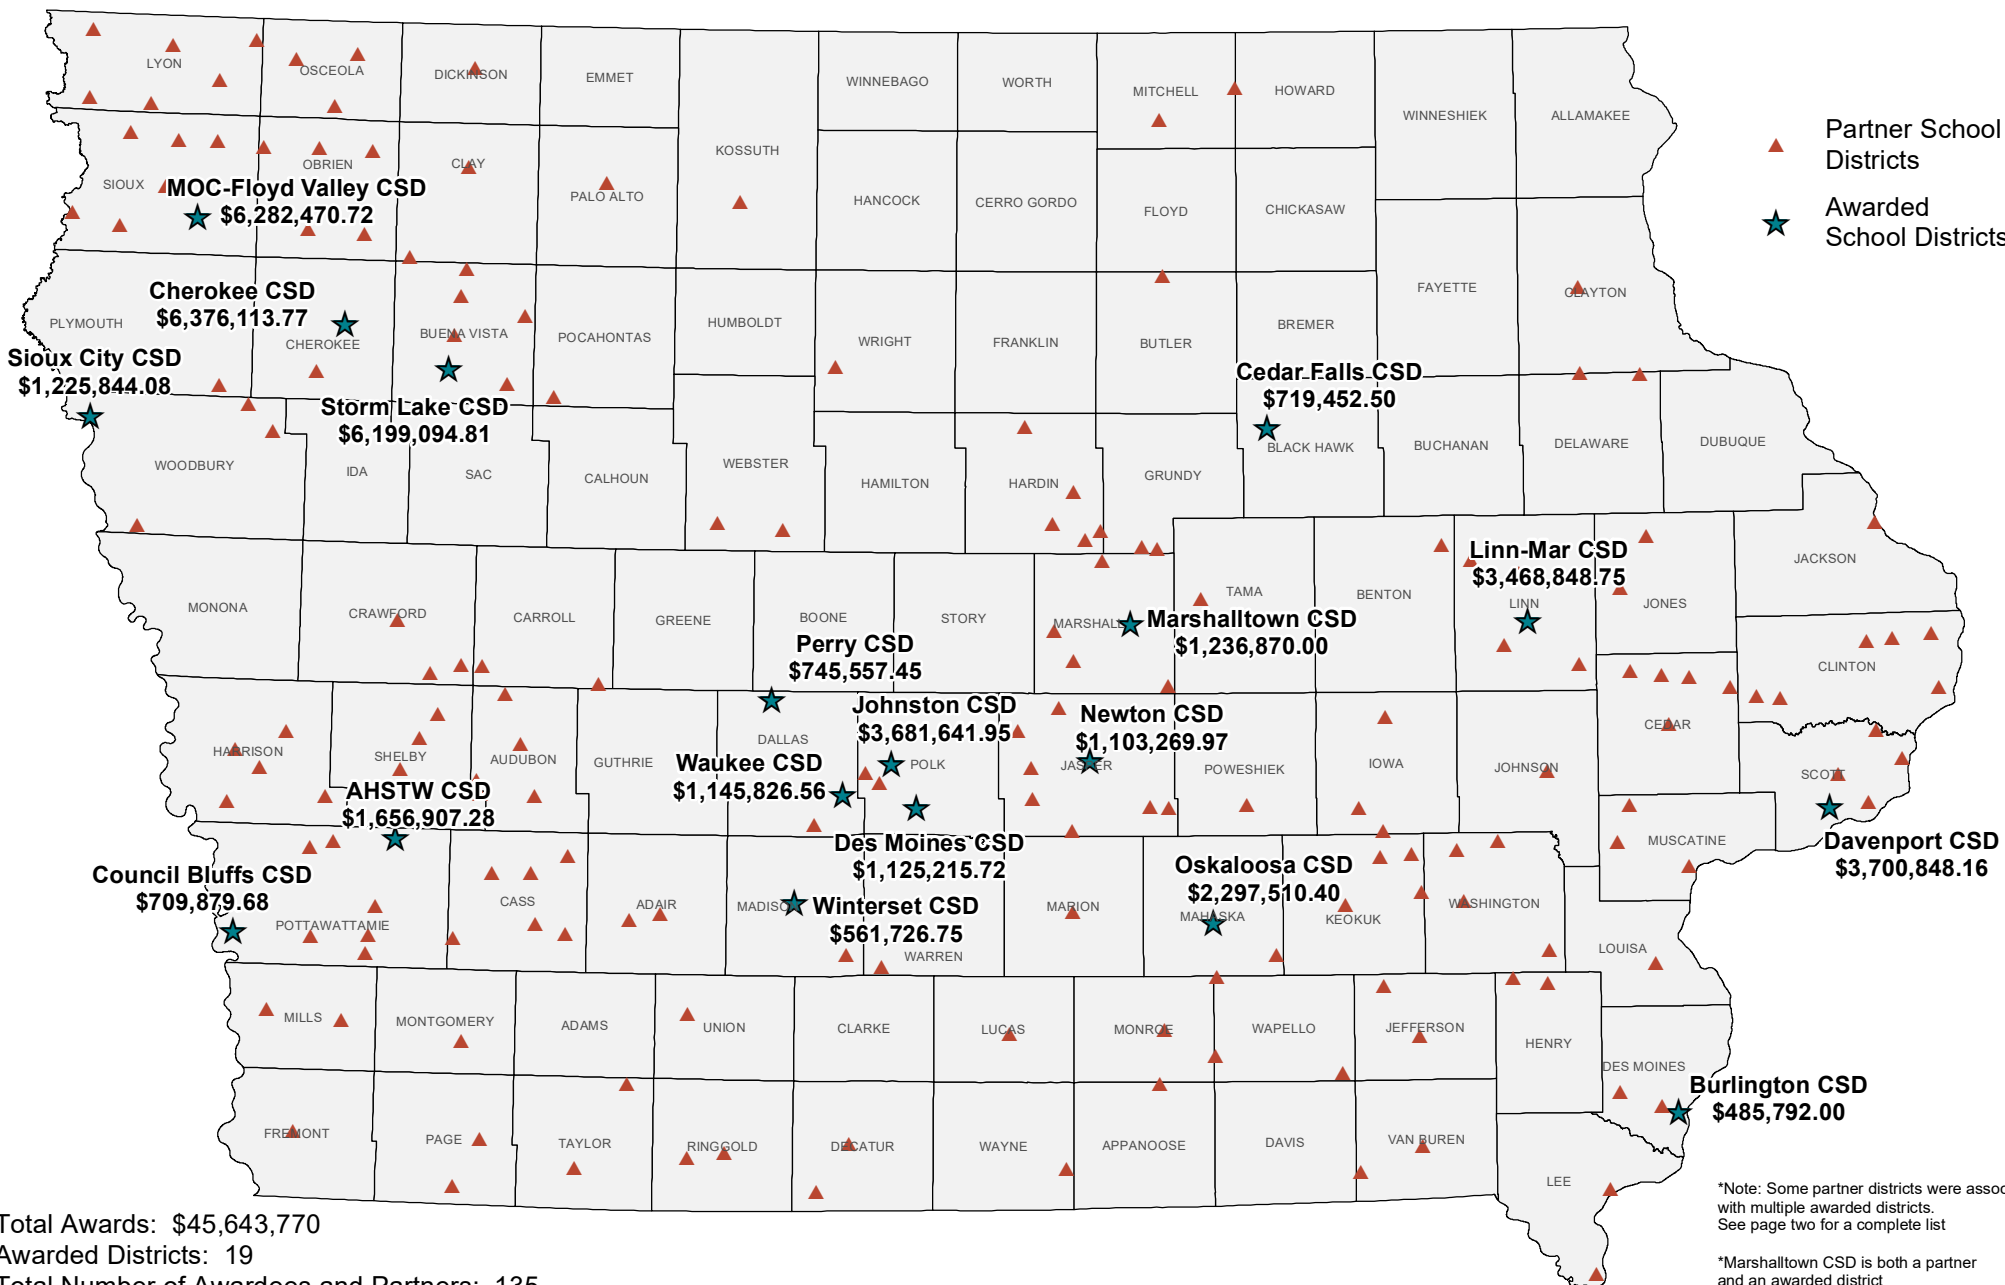 LYON
OSCEOLA
DICKINSON
EMMET
WINNEBAGO
WORTH
MITCHELL
HOWARD
WINNESHIEK
ALLAMAKEE
Partner School
Districts
Awarded
School Districts
SIOUX
OBRIEN
CLAY
PALO ALTO
KOSSUTH
HANCOCK
CERRO GORDO
FLOYD
CHICKASAW
MOC-Floyd Valley CSD
$6,282,470.72
PLYMOUTH
Cherokee CSD
$6,376,113.77
CHEROKEE
BUENA VISTA
POCAHONTAS
HUMBOLDT
WRIGHT
FRANKLIN
BUTLER
BREMER
FAYETTE
CLAYTON
Sioux City CSD
$1,225,844.08
Storm Lake CSD
$6,199,094.81
Cedar Falls CSD
$719,452.50
WOODBURY
IDA
SAC
CALHOUN
WEBSTER
HAMILTON
HARDIN
GRUNDY
BLACK HAWK
BUCHANAN
DELAWARE
DUBUQUE
MONONA
CRAWFORD
CARROLL
GREENE
BOONE
STORY
MARSHALL
Marshalltown CSD
$1,236,870.00
TAMA
BENTON
Linn-Mar CSD
$3,468,848.75
LINN
JONES
JACKSON
CLINTON
Perry CSD
$745,557.45
HARRISON
SHELBY
AUDUBON
GUTHRIE
DALLAS
Johnston CSD
$3,681,641.95
POLK
Newton CSD
$1,103,269.97
JASPER
POWESHIEK
IOWA
JOHNSON
CEDAR
SCOTT
Waukee CSD
$1,145,826.56
AHSTW CSD
$1,656,907.28
Des Moines CSD
$1,125,215.72
MUSCATINE
Davenport CSD
$3,700,848.16
Council Bluffs CSD
$709,879.68
POTTAWATTAMIE
CASS
ADAIR
MADISON
Winterset CSD
$561,726.75
WARREN
MARION
Oskaloosa CSD
$2,297,510.40
MAHASKA
KEOKUK
WASHINGTON
LOUISA
MILLS
MONTGOMERY
ADAMS
UNION
CLARKE
LUCAS
MONROE
WAPELLO
JEFFERSON
HENRY
DES MOINES
Burlington CSD
$485,792.00
FREMONT
PAGE
TAYLOR
RINGGOLD
DECATUR
WAYNE
APPANOOSE
DAVIS
VAN BUREN
LEE
Total Awards: $45,643,770
Awarded Districts: 19
Total Number of Awardees and Partners: 135
*Note: Some partner districts were assoc
with multiple awarded districts.
See page two for a complete list
*Marshalltown CSD is both a partner
and an awarded district